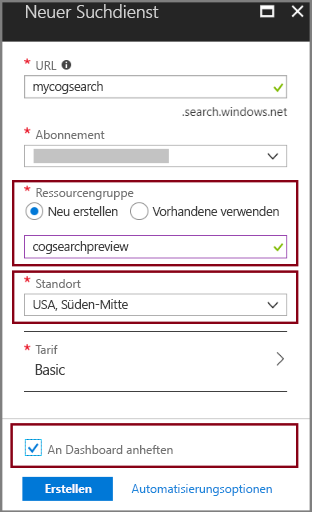 Neuer Suchdienst
* URL
mycogsearch
.search.windows.net
* Abonnement
* Ressourcengruppe
Neu erstellen Vorhandene verwenden
cogsearchpreview
* Standort
USA, Süden-Mitte
* Tarif
Basic
An Dashboard anheften
Erstellen Automatisierungsoptionen